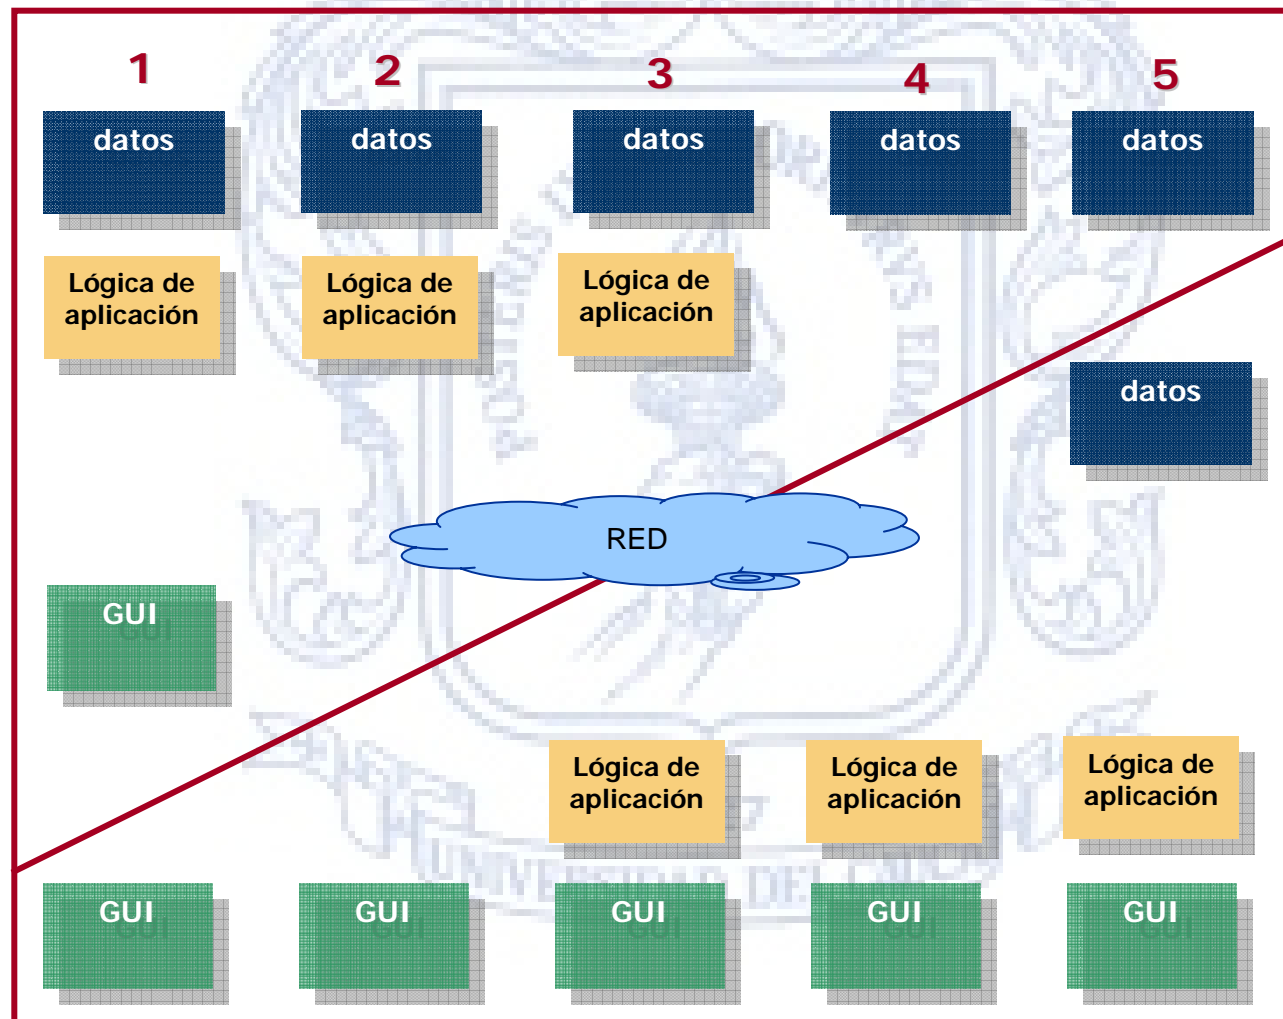 1 2 3 4 5
datos datos datos datos datos
Lógica de
aplicación
Lógica de
aplicación
Lógica de
aplicación
datos
RED
GUI
Lógica de
aplicación
Lógica de
aplicación
Lógica de
aplicación
GUI GUI GUI GUI GUI